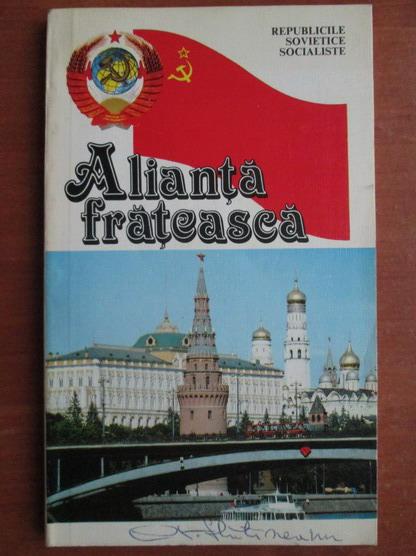 REPUBLICILE
SOVIETICE
SOCIALISTE
Alianță
frățească